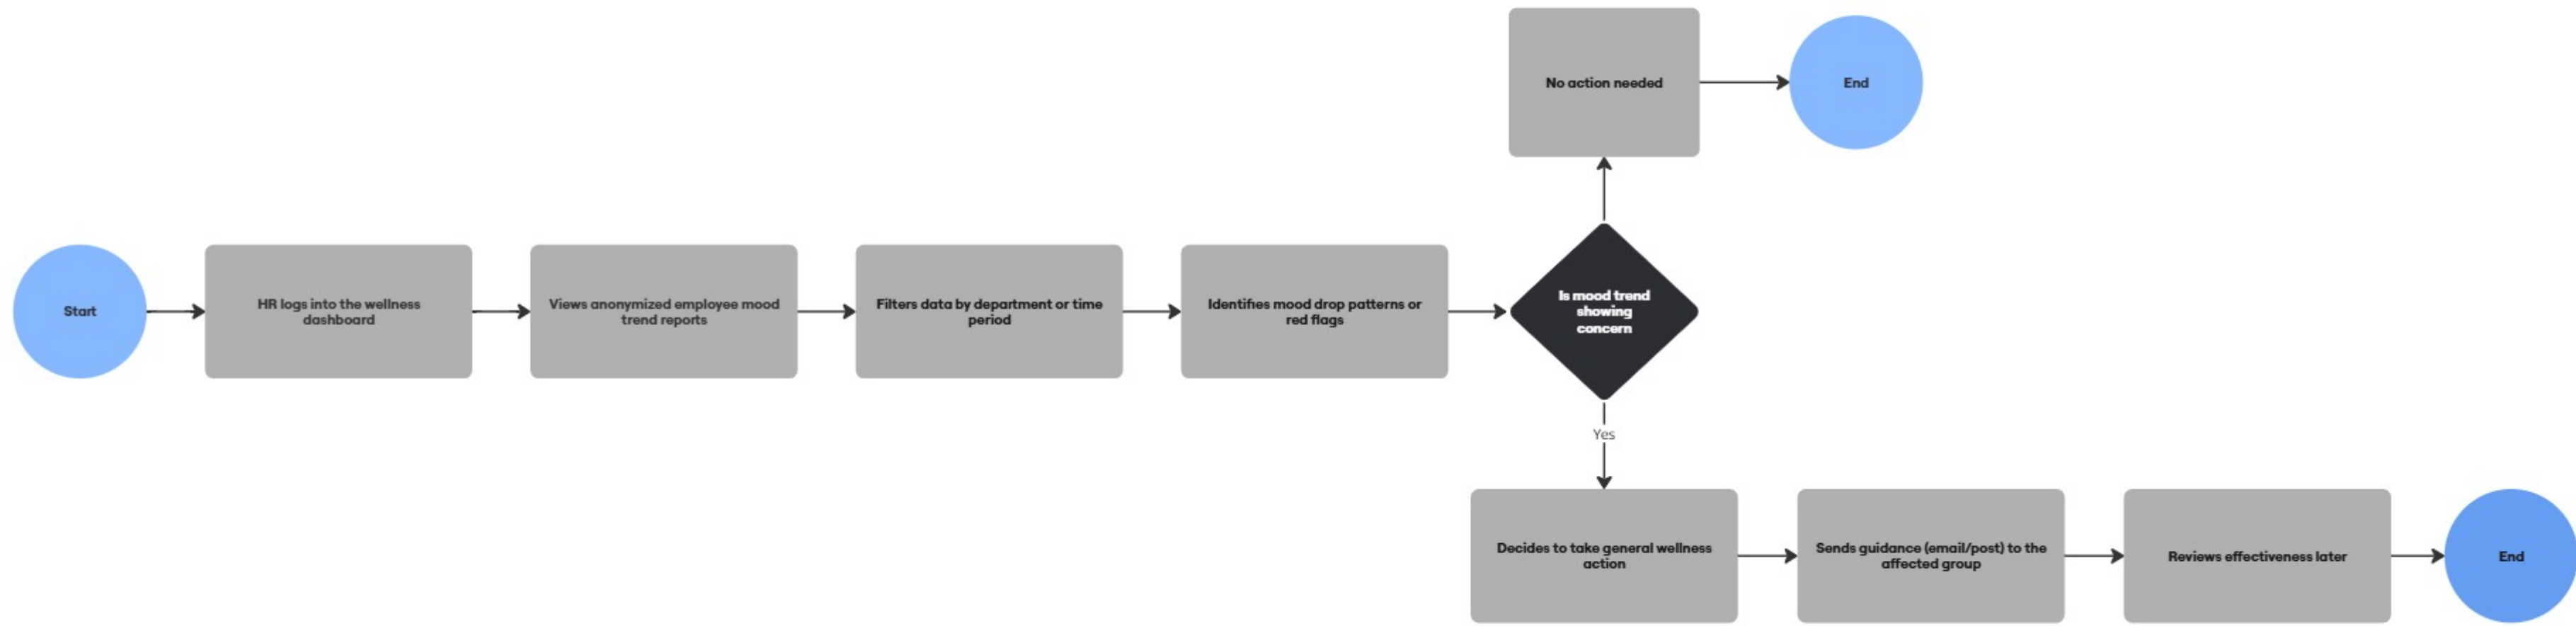 No action needed
End
Start
HR logs into the wellness
dashboard
Views anonymized employee mood
trend reports
Filters data by department or time
period
Identifies mood drop patterns or
red flags
Is mood trend
showing
concern
Yes
Decides to take general wellness
action
Sends guidance (email/post) to the
affected group
Reviews effectiveness later
End